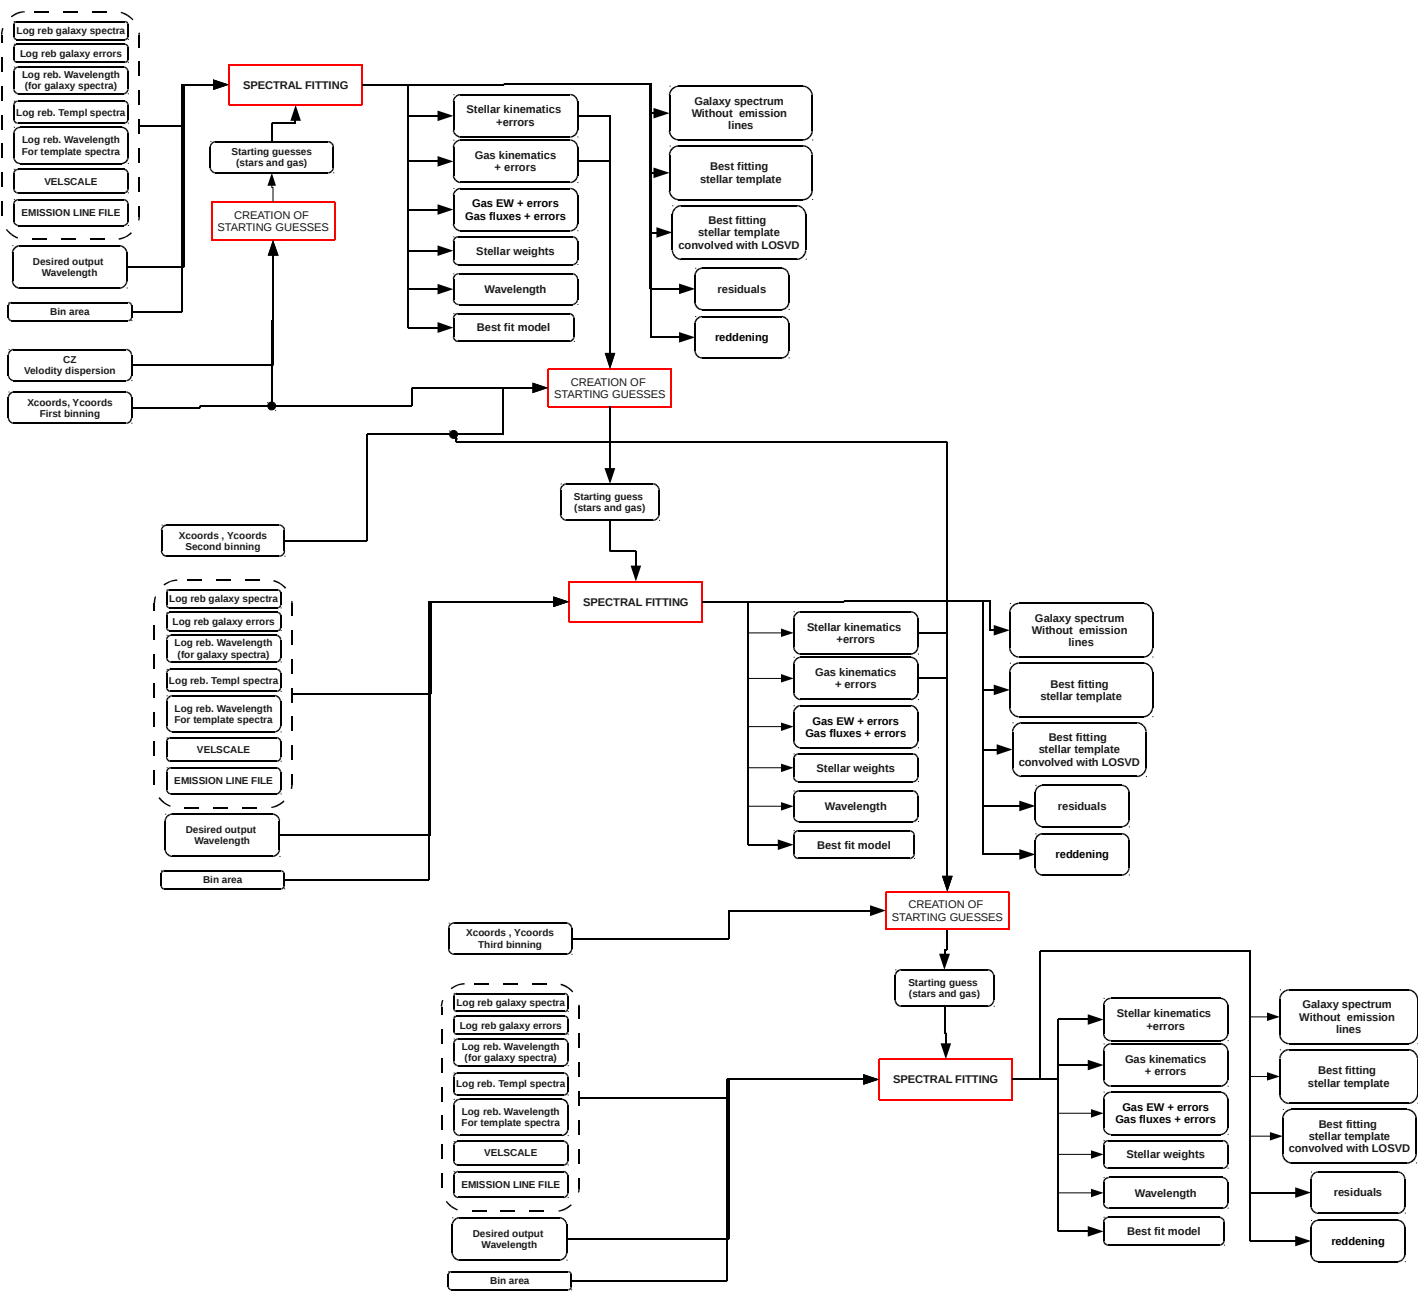 Log reb galaxy spectra
Log reb galaxy errors
Log reb. Wavelength
(for galaxy spectra)
Log reb. Templ spectra
Log reb. Wavelength
For template spectra
VELSCALE
EMISSION LINE FILE
Desired output
Wavelength
Bin area
CZ
Velodity dispersion
Xcoords, Ycoords
First binning
SPECTRAL FITTING
Starting guesses
(stars and gas)
CREATION OF
STARTING GUESSES
Stellar kinematics
+errors
Gas kinematics
+ errors
Gas EW + errors
Gas fluxes + errors
Stellar weights
Wavelength
Best fit model
Galaxy spectrum
Without emission
lines
Best fitting
stellar template
Best fitting
stellar template
convolved with LOSVD
residuals
reddening
CREATION OF
STARTING GUESSES
Starting guess
(stars and gas)
Xcoords , Ycoords
Second binning
Log reb galaxy spectra
Log reb galaxy errors
Log reb. Wavelength
(for galaxy spectra)
Log reb. Templ spectra
Log reb. Wavelength
For template spectra
VELSCALE
EMISSION LINE FILE
Desired output
Wavelength
Bin area
SPECTRAL FITTING
Stellar kinematics
+errors
Gas kinematics
+ errors
Gas EW + errors
Gas fluxes + errors
Stellar weights
Wavelength
Best fit model
Galaxy spectrum
Without emission
lines
Best fitting
stellar template
Best fitting
stellar template
convolved with LOSVD
residuals
reddening
CREATION OF
STARTING GUESSES
Xcoords , Ycoords
Third binning
Starting guess
(stars and gas)
Log reb galaxy spectra
Log reb galaxy errors
Log reb. Wavelength
(for galaxy spectra)
Log reb. Templ spectra
Log reb. Wavelength
For template spectra
VELSCALE
EMISSION LINE FILE
Desired output
Wavelength
Bin area
SPECTRAL FITTING
Stellar kinematics
+errors
Gas kinematics
+ errors
Gas EW + errors
Gas fluxes + errors
Stellar weights
Wavelength
Best fit model
Galaxy spectrum
Without emission
lines
Best fitting
stellar template
Best fitting
stellar template
convolved with LOSVD
residuals
reddening